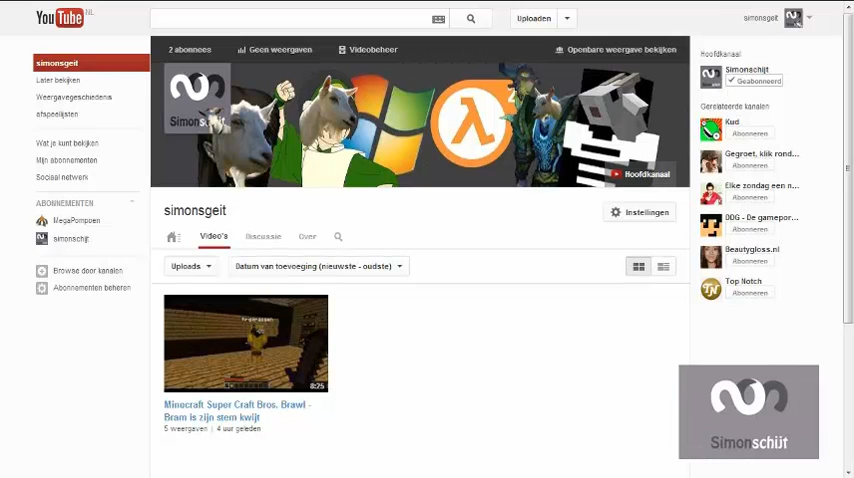 YouTube NL
Uploaden
simonsgeit
simonsgeit
Later bekijken
Weergavegeschiedenis
afspeellijsten
Wat je kunt bekijken
Mijn abonnementen
Sociaal netwerk
ABONNEMENTEN
MegaPompoen
simonschijt
Browse door kanalen
Abonnementen beheren
2 abonnees
Geen weergaven
Videobeheer
Openbare weergave bekijken
Simonschijt
Hoofdkanaal
simonsgeit
Instellingen
Video's
Discussie
Over
Uploads
Datum van toevoeging (nieuwste - oudste)
8:25
Minecraft Super Craft Bros. Brawl -
Bram is zijn stem kwijt
5 weergaven
4 uur geleden
Hoofdkanaal
Simonschijt
Geabonneerd
Gerelateerde kanalen
Kud
Abonneren
Gegroet, klik rond...
Abonneren
Elke zondag een n...
Abonneren
DDG - De gamepor...
Abonneren
Beautygloss.nl
Abonneren
Top Notch
Abonneren
TN
Simonschijt